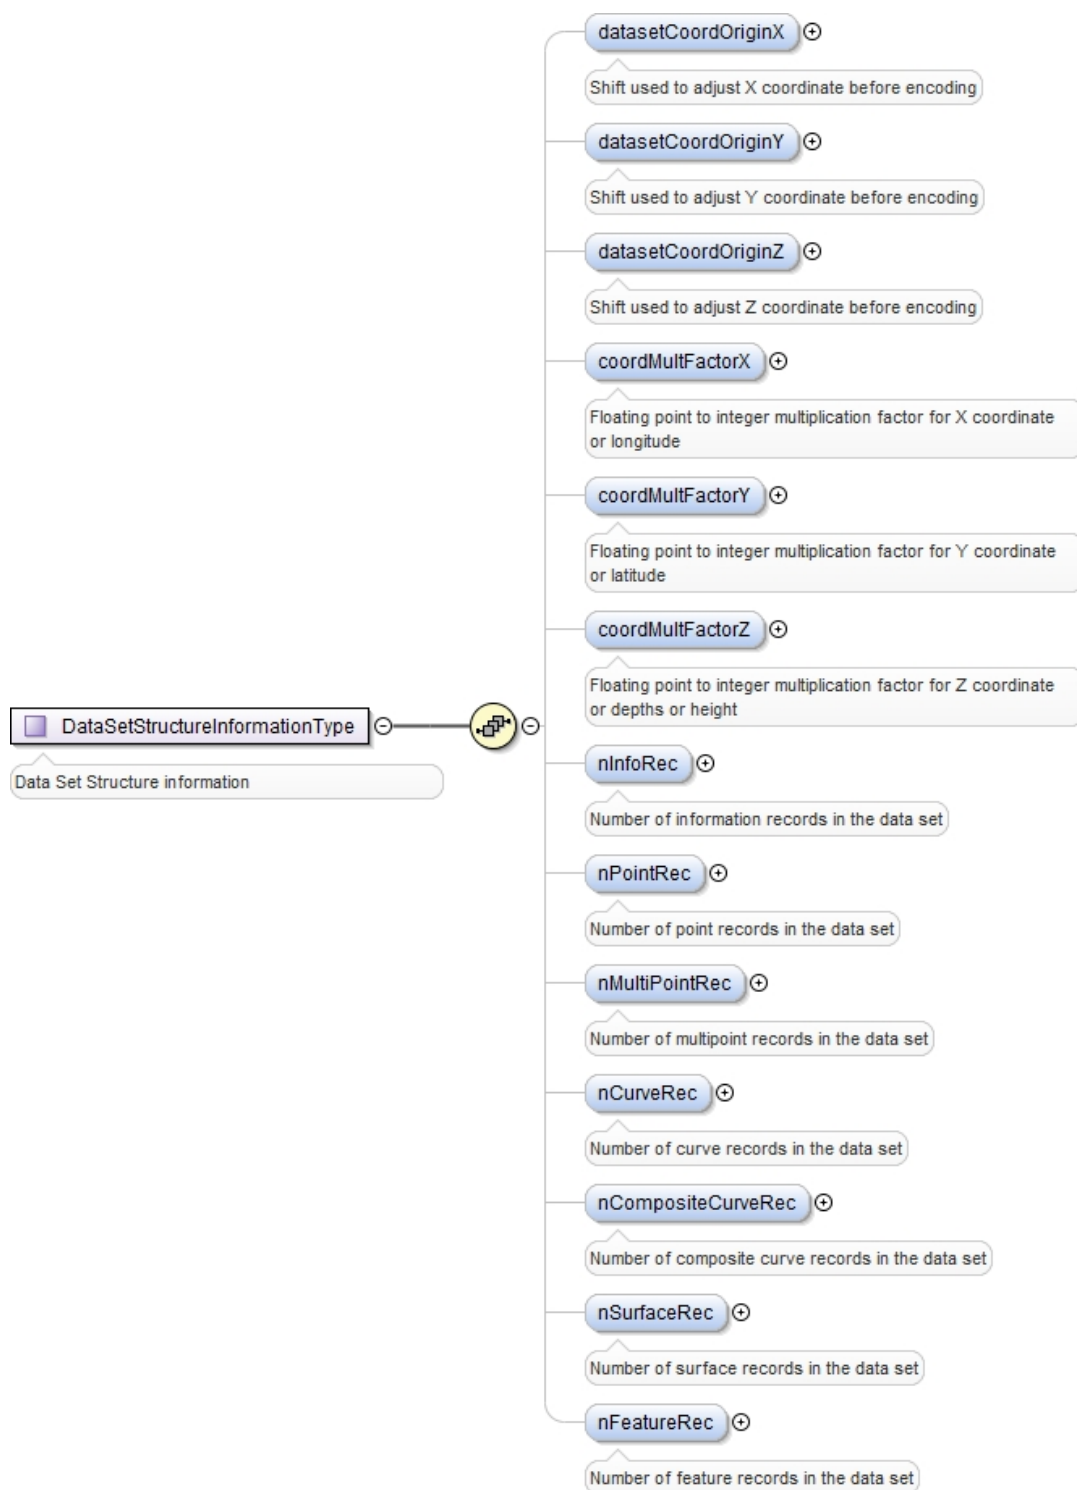 datasetCoordOriginX
Shift used to adjust X coordinate before encoding
datasetCoordOriginY
Shift used to adjust Y coordinate before encoding
datasetCoordOriginZ
Shift used to adjust Z coordinate before encoding
coordMultFactorX
Floating point to integer multiplication factor for X coordinate
or longitude
coordMultFactorY
Floating point to integer multiplication factor for Y coordinate
or latitude
coordMultFactorZ
Floating point to integer multiplication factor for Z coordinate
or depths or height
DataSetStructureInformationType
Data Set Structure information
nInfoRec
Number of information records in the data set
nPointRec
Number of point records in the data set
nMultiPointRec
Number of multipoint records in the data set
nCurveRec
Number of curve records in the data set
nCompositeCurveRec
Number of composite curve records in the data set
nSurfaceRec
Number of surface records in the data set
nFeatureRec
Number of feature records in the data set